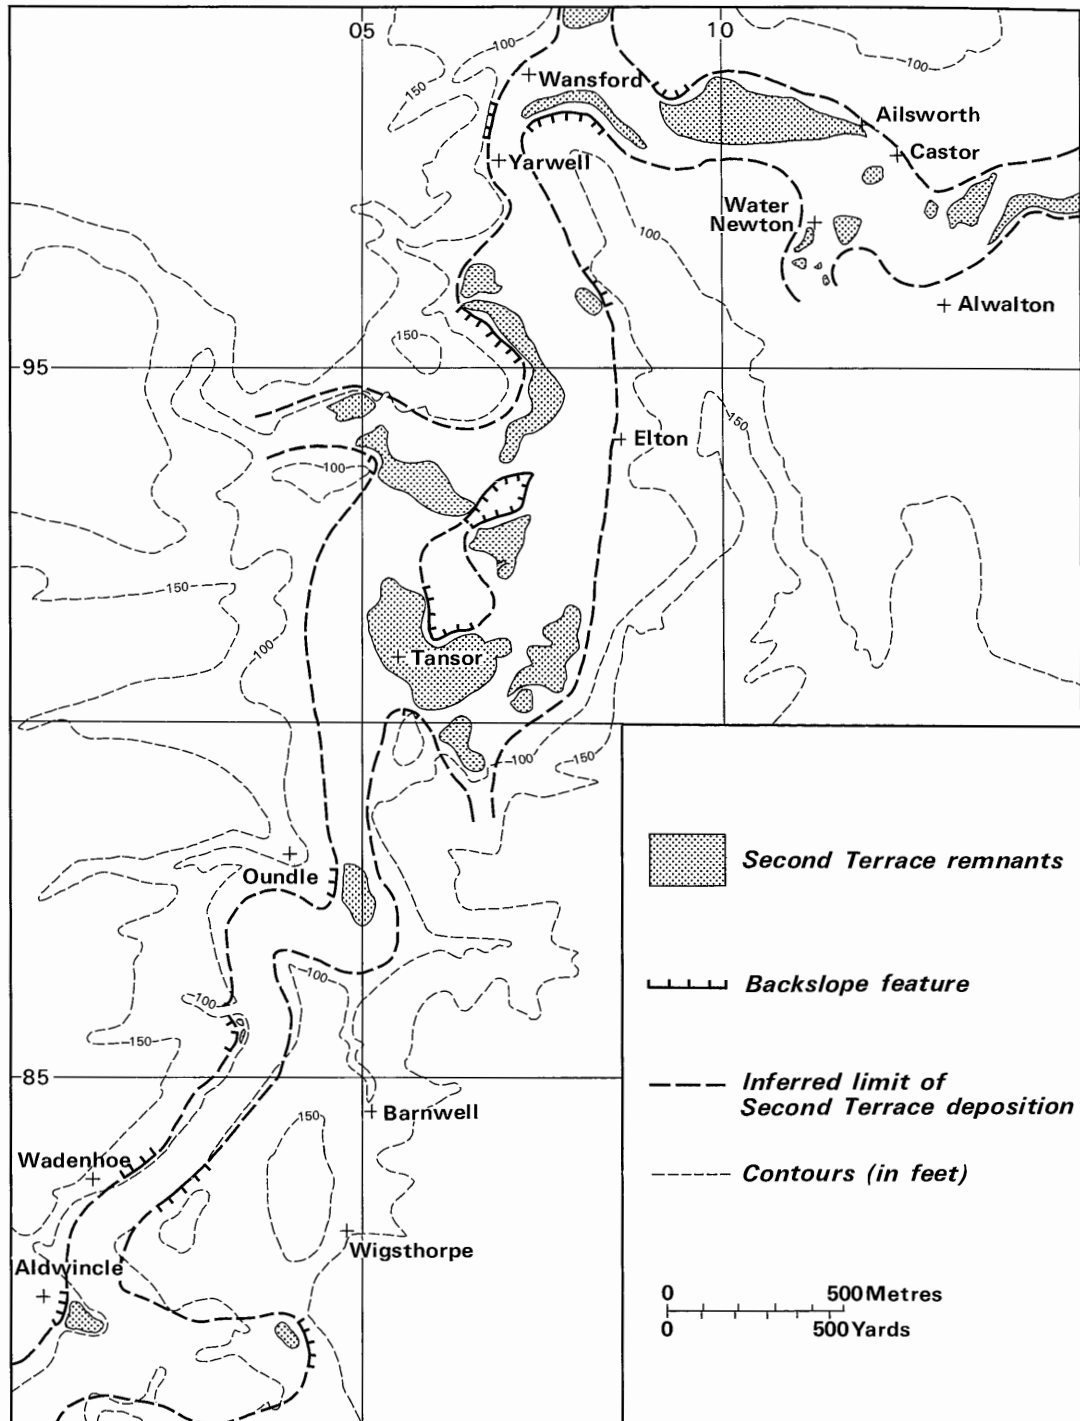 05
10
100
Wansford
100
150
Ailsworth
Castor
Yarwell
Water
Newton
100
Alwalton
150
95
150
Elton
100
150
100
Tansor
100
150
Oundle
Second Terrace remnants
100
100
Backslope feature
150
85
Inferred limit of
Second Terrace deposition
Barnwell
150
Wadenhoe
Contours (in feet)
Wigsthorpe
Aldwincle
0 500 Metres
0 500 Yards